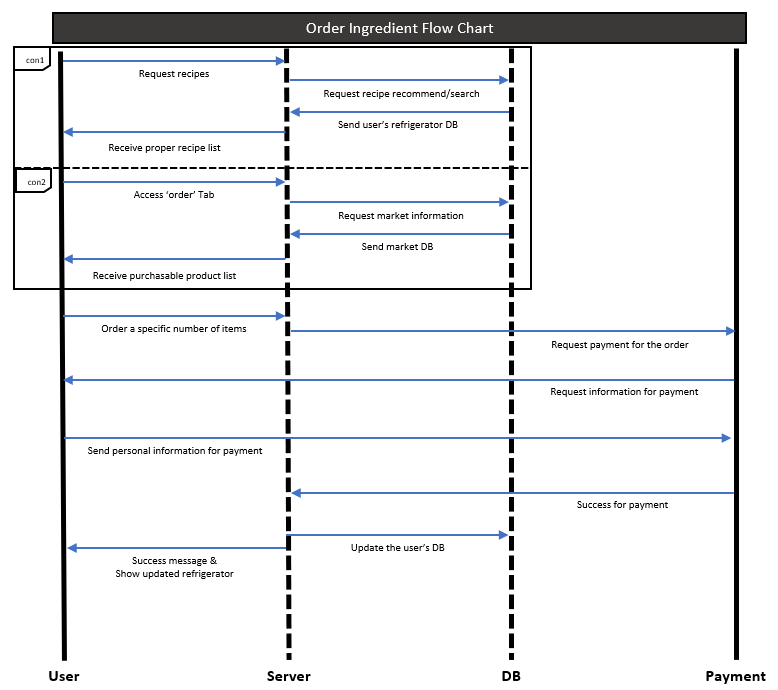 Order Ingredient Flow Chart
con1
Request recipes
Request recipe recommend/search
Send user's refrigerator DB
Receive proper recipe list
con2
Access ‘order’ Tab
Request market information
Send market DB
Receive purchasable product list
Order a specific number of items
Request payment for the order
Request information for payment
Send personal information for payment
Success for payment
Update the user's DB
Success message &
Show updated refrigerator
User
Server
DB
Payment